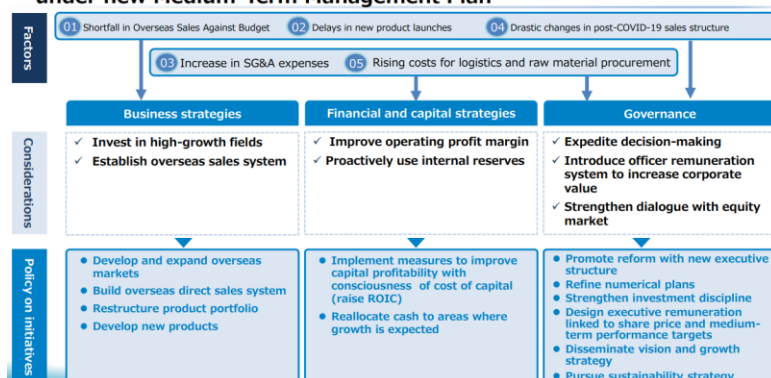 under new Medium-Term Management Plan
Factors
01 Shortfall in Overseas Sales Against Budget
02 Delays in new product launches
04 Drastic changes in post-COVID-19 sales structure
03 Increase in SG&A expenses
05 Rising costs for logistics and raw material procurement
Business strategies
Financial and capital strategies
Governance
Considerations
✓ Invest in high-growth fields
✓ Establish overseas sales system
✓ Improve operating profit margin
✓ Proactively use internal reserves
✓ Expedite decision-making
✓ Introduce officer remuneration
system to increase corporate
value
✓ Strengthen dialogue with equity
market
Policy on initiatives
● Develop and expand overseas
markets
● Build overseas direct sales system
● Restructure product portfolio
● Develop new products
● Implement measures to improve
capital profitability with
consciousness of cost of capital
(raise ROIC)
● Reallocate cash to areas where
growth is expected
● Promote reform with new executive
structure
● Refine numerical plans
● Strengthen investment discipline
● Design executive remuneration
linked to share price and medium-
term performance targets
● Disseminate vision and growth
strategy
● Pursue sustainability strategy